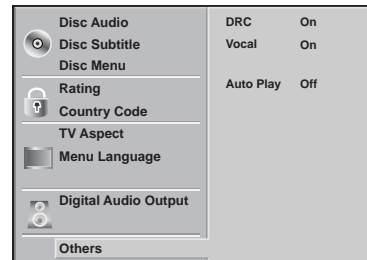 Disc Audio
Disc Subtitle
Disc Menu
Rating
Country Code
TV Aspect
Menu Language
Digital Audio Output
Others
DRC On
Vocal On
Auto Play Off